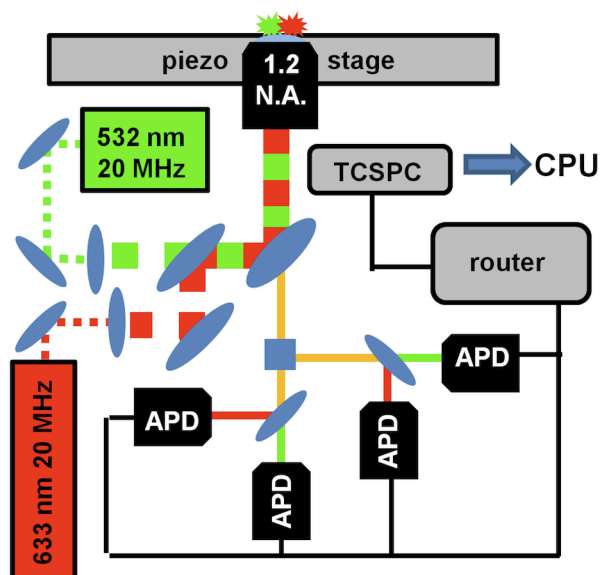 piezo
1.2
N.A.
stage
532 nm
20 MHz
TCSPC
CPU
router
APD
APD
APD
APD
633 nm 20 MHz